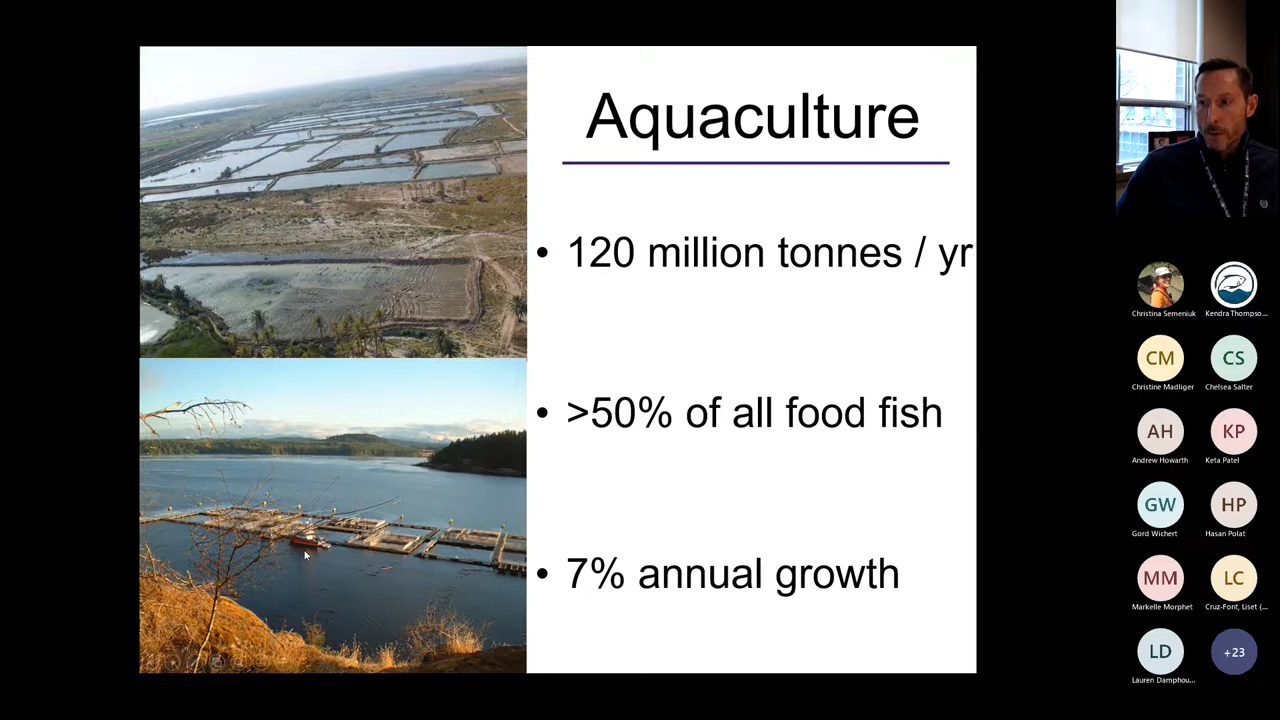 Aquaculture
• 120 million tonnes / yr
• >50% of all food fish
• 7% annual growth
Christina Semeniuk
Kendra Thompso...
CM
CS
Christine Madliger
Chelsea Salter
AH
KP
Andrew Howarth
Keta Patel
GW
HP
Gord Wichert
Hasan Polat
MM
LC
Markelle Morphet
Cruz-Font, Liset (...
LD
+23
Lauren Damphou...